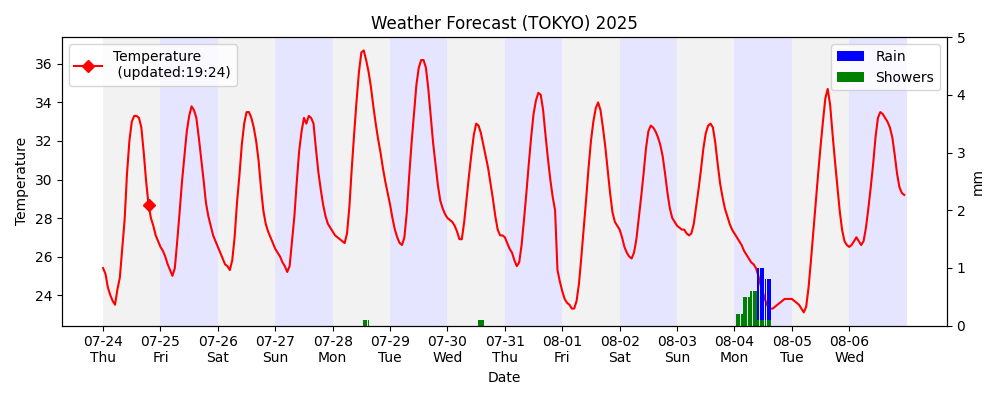 Weather Forecast (TOKYO) 2025
Temperature
(updated:19:24)
Rain
Showers
Temperature
36
34
32
30
28
26
24
5
4
3
2
1
0
mm
07-24 07-25 07-26 07-27 07-28 07-29 07-30 07-31 08-01 08-02 08-03 08-04 08-05 08-06
Thu Fri Sat Sun Mon Tue Wed Thu Fri Sat Sun Mon Tue Wed
Date